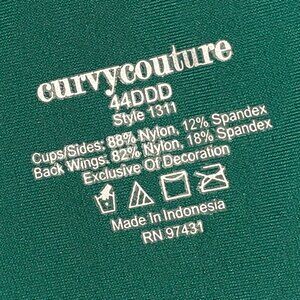 curvycouture
44DDD
Style 1311
Cups/Sides: 88% Nylon, 12% Spandex
Back Wings: 82% Nylon, 18% Spandex
Exclusive Of Decoration
Made In Indonesia
RN 97431